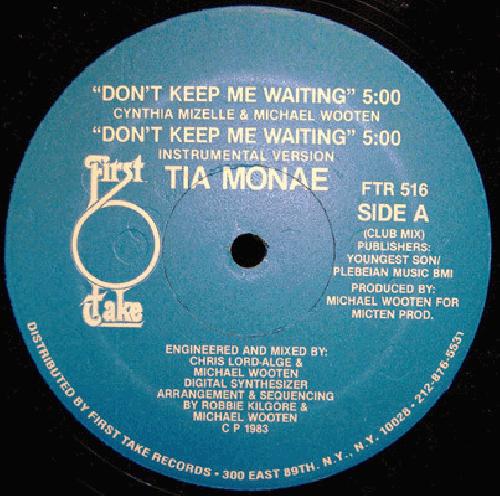 "DON'T KEEP ME WAITING" 5:00
CYNTHIA MIZELLE & MICHAEL WOOTEN
"DON'T KEEP ME WAITING" 5:00
INSTRUMENTAL VERSION
TIA MONAE
First
Take
FTR 516
SIDE A
(CLUB MIX)
PUBLISHERS:
YOUNGEST SON/
PLEBEIAN MUSIC BMI
PRODUCED BY:
MICHAEL WOOTEN FOR
MICTEN PROD.
ENGINEERED AND MIXED BY:
CHRIS LORD-ALGE &
MICHAEL WOOTEN
DIGITAL SYNTHESIZER
ARRANGEMENT & SEQUENCING
BY ROBBIE KILGORE &
MICHAEL WOOTEN
C P 1983
DISTRIBUTED BY FIRST TAKE RECORDS • 300 EAST 89TH. N.Y., N.Y. 10028 • 212-876-5531